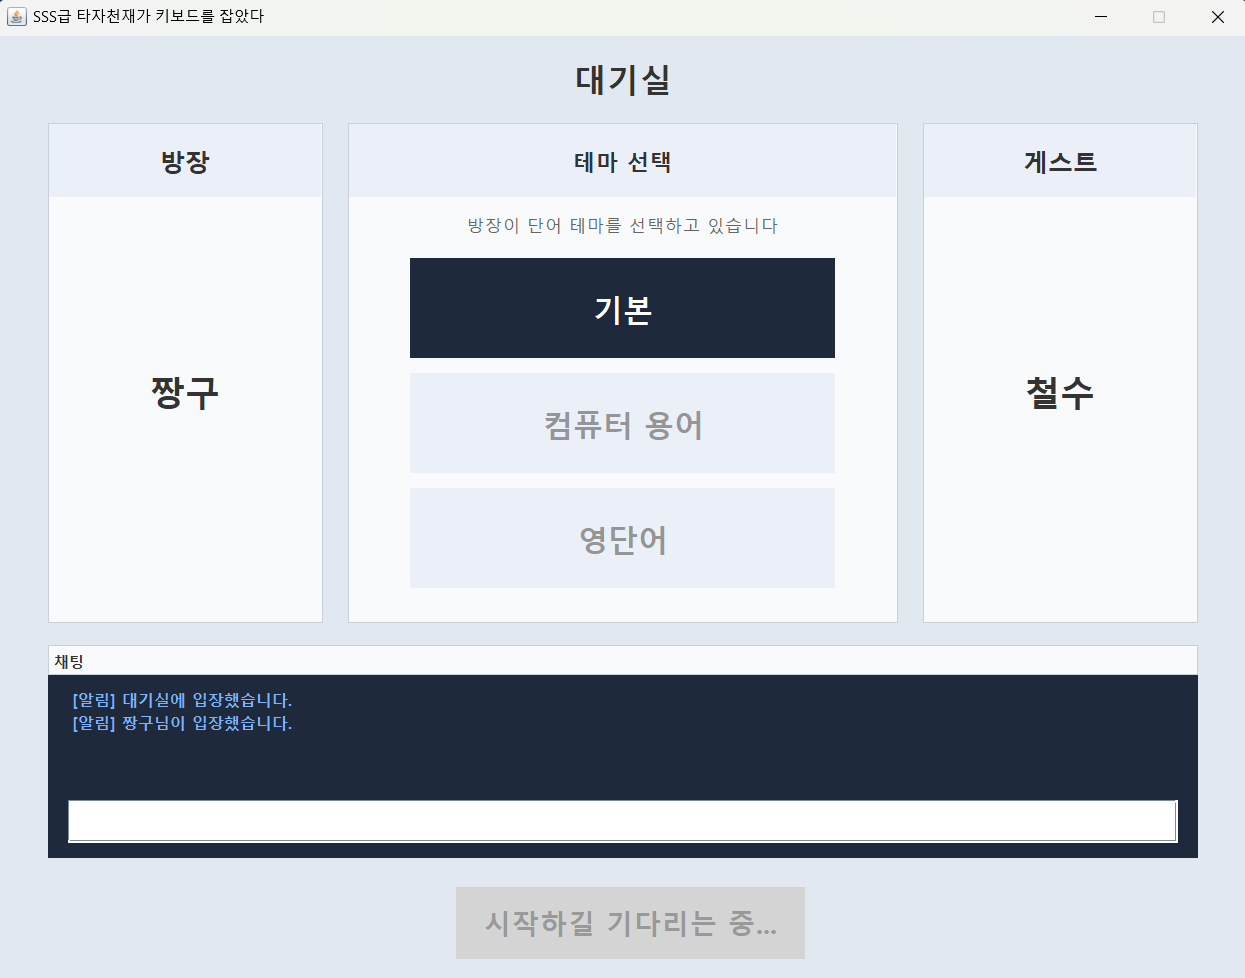 SSS급 타자천재가 키보드를 잡았다
대기실
방장
짱구
테마 선택
방장이 단어 테마를 선택하고 있습니다
기본
컴퓨터 용어
영단어
게스트
철수
채팅
[알림] 대기실에 입장했습니다.
[알림] 짱구님이 입장했습니다.
시작하길 기다리는 중...